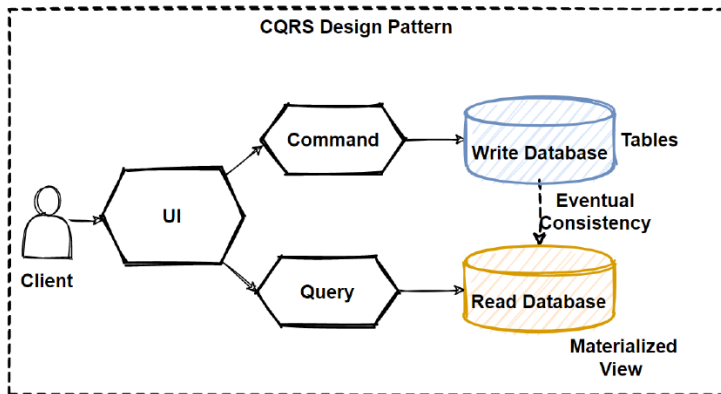 CQRS Design Pattern
Command
Write Database
Tables
UI
Eventual
Consistency
Client
Query
Read Database
Materialized
View